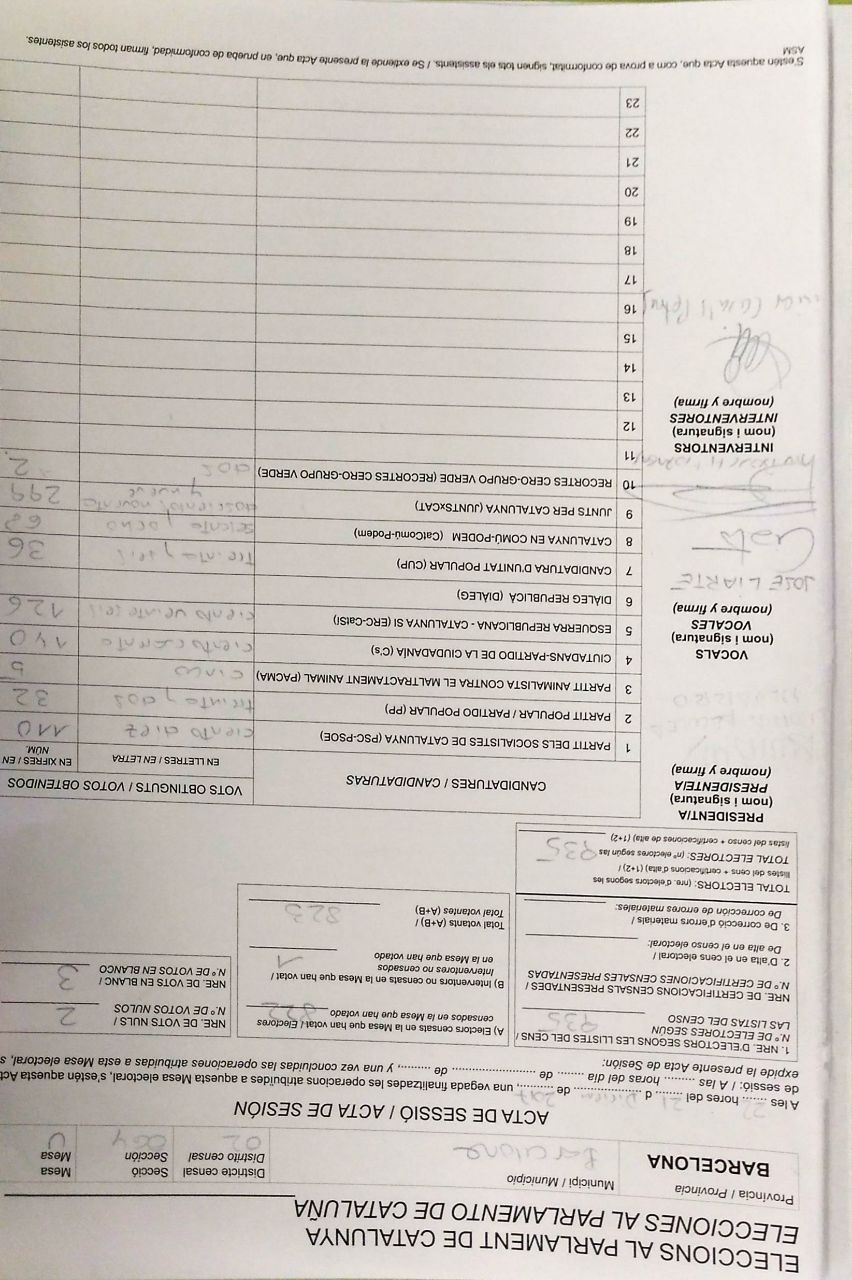 ELECCIONS AL PARLAMENT DE CATALUNYA
ELECCIONES AL PARLAMENTO DE CATALUÑA
Província / Provincia
BARCELONA
Municipi / Municipio
Barcelona
Districte censal
Distrito censal
02
Secció
Sección
064
Mesa
Mesa
U
ACTA DE SESSIÓ / ACTA DE SESIÓN
A les ....... hores del ........ d ........................ de .........., una vegada finalitzades les operacions atribuïdes a aquesta Mesa electoral, s'estén aquesta Act
22 21 Diciem 2017
de sessió: / A las ......... horas del día ....... de ........................ de ........., y una vez concluidas las operaciones atribuidas a esta Mesa electoral, s
expide la presente Acta de Sesión:
1. NRE. D'ELECTORS SEGONS LES LLISTES DEL CENS /
N.º DE ELECTORES SEGÚN
LAS LISTAS DEL CENSO 935
NRE. DE CERTIFICACIONS CENSALS PRESENTADES /
N.º DE CERTIFICACIONES CENSALES PRESENTADAS
2. D'alta en el cens electoral /
De alta en el censo electoral:
3. De correcció d'errors materials /
De corrección de errores materiales:
TOTAL ELECTORS: (nre. d'electors segons les
llistes del cens + certificacions d'alta) (1+2) /
TOTAL ELECTORES: (nº electores según las
listas del censo + certificaciones de alta) (1+2) 935
A) Electors censats en la Mesa que han votat / Electores
censados en la Mesa que han votado 822
B) Interventors no censats en la Mesa que han votat /
Interventores no censados
en la Mesa que han votado 1
Total votants (A+B) /
Total votantes (A+B) 823
NRE. DE VOTS NULS /
N.º DE VOTOS NULOS 2
NRE. DE VOTS EN BLANC /
N.º DE VOTOS EN BLANCO 3
PRESIDENT/A
(nom i signatura)
PRESIDENTE/A
(nombre y firma)
VOCALS
(nom i signatura)
VOCALES
(nombre y firma)
JOSE LIARTE
INTERVENTORS
(nom i signatura)
INTERVENTORES
(nombre y firma)
CANDIDATURES / CANDIDATURAS
VOTS OBTINGUTS / VOTOS OBTENIDOS
EN LLETRES / EN LETRA
EN XIFRES / EN
NÚM.
1 PARTIT DELS SOCIALISTES DE CATALUNYA (PSC-PSOE) ciento diez 110
2 PARTIT POPULAR / PARTIDO POPULAR (PP) treinta y dos 32
3 PARTIT ANIMALISTA CONTRA EL MALTRACTAMENT ANIMAL (PACMA) cinco 5
4 CIUTADANS-PARTIDO DE LA CIUDADANÍA (C's) ciento cuarenta 140
5 ESQUERRA REPUBLICANA - CATALUNYA SÍ (ERC-CatSí) ciento veinte seis 126
6 DIÀLEG REPUBLICÀ (DIÀLEG)
7 CANDIDATURA D'UNITAT POPULAR (CUP) treinta y seis 36
8 CATALUNYA EN COMÚ-PODEM (CatComú-Podem) sesenta y ocho 68
9 JUNTS PER CATALUNYA (JUNTSxCAT) doscientos noventa y nueve 299
10 RECORTES CERO-GRUPO VERDE (RECORTES CERO-GRUPO VERDE) dos 2
11
12
13
14
15
16
17
18
19
20
21
22
23
S'estén aquesta Acta que, com a prova de conformitat, signen tots els assistents. / Se extiende la presente Acta que, en prueba de conformidad, firman todos los asistentes.
ASM